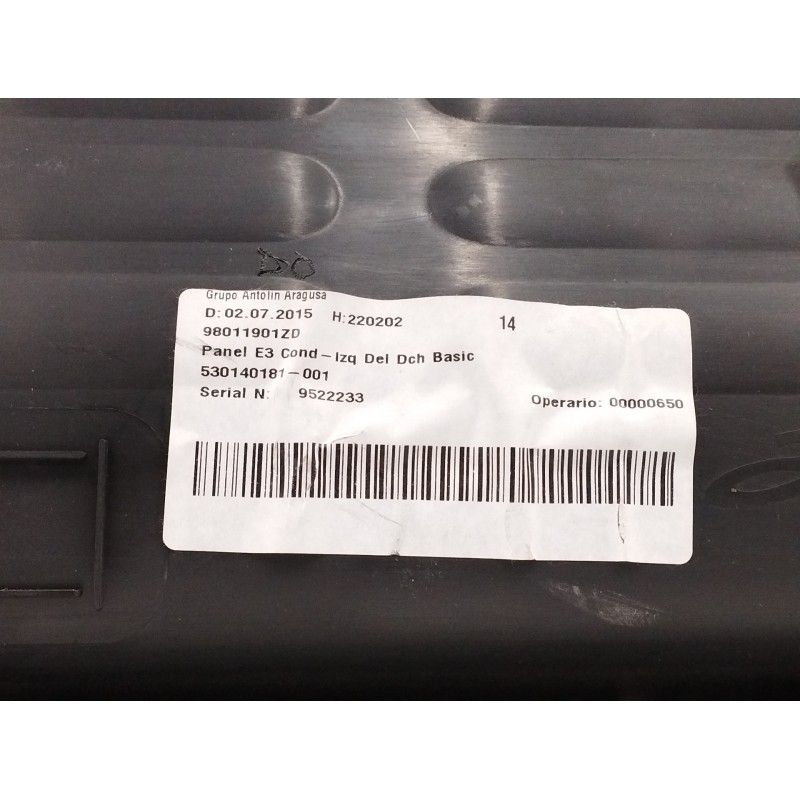 Grupo Antolin Aragusa
D: 02.07.2015 H:220202 14
98011901ZD
Panel E3 Cond-Izq Del Dch Basic
530140181-001
Serial N: 9522233 Operario: 00000650